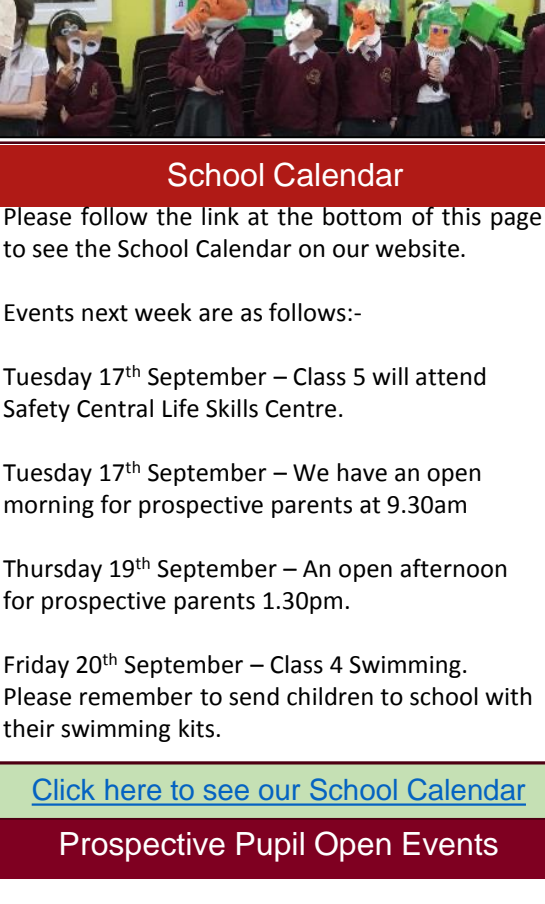 School Calendar
Please follow the link at the bottom of this page
to see the School Calendar on our website.
Events next week are as follows:-
Tuesday 17th September – Class 5 will attend
Safety Central Life Skills Centre.
Tuesday 17th September – We have an open
morning for prospective parents at 9.30am
Thursday 19th September – An open afternoon
for prospective parents 1.30pm.
Friday 20th September – Class 4 Swimming.
Please remember to send children to school with
their swimming kits.
Click here to see our School Calendar
Prospective Pupil Open Events